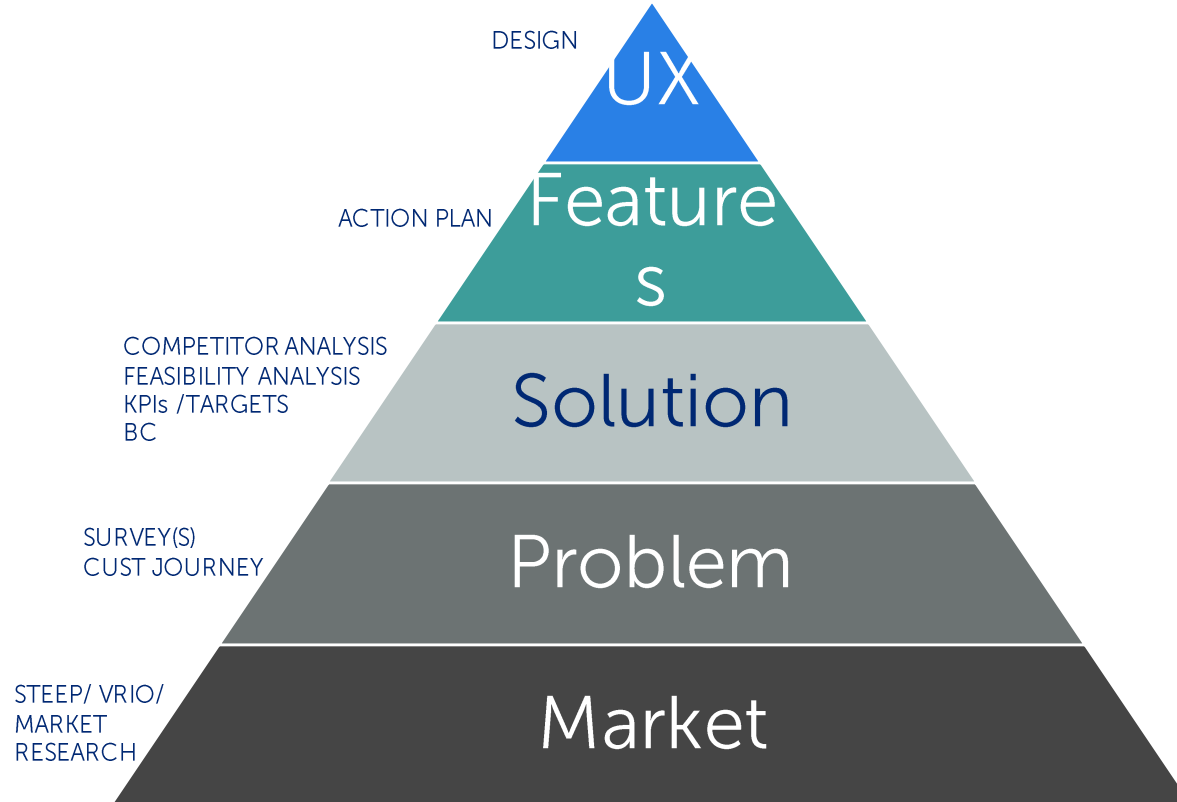 DESIGN
UX
ACTION PLAN
Feature
s
COMPETITOR ANALYSIS
FEASIBILITY ANALYSIS
KPIs /TARGETS
BC
Solution
SURVEY(S)
CUST JOURNEY
Problem
STEEP/ VRIO/
MARKET
RESEARCH
Market